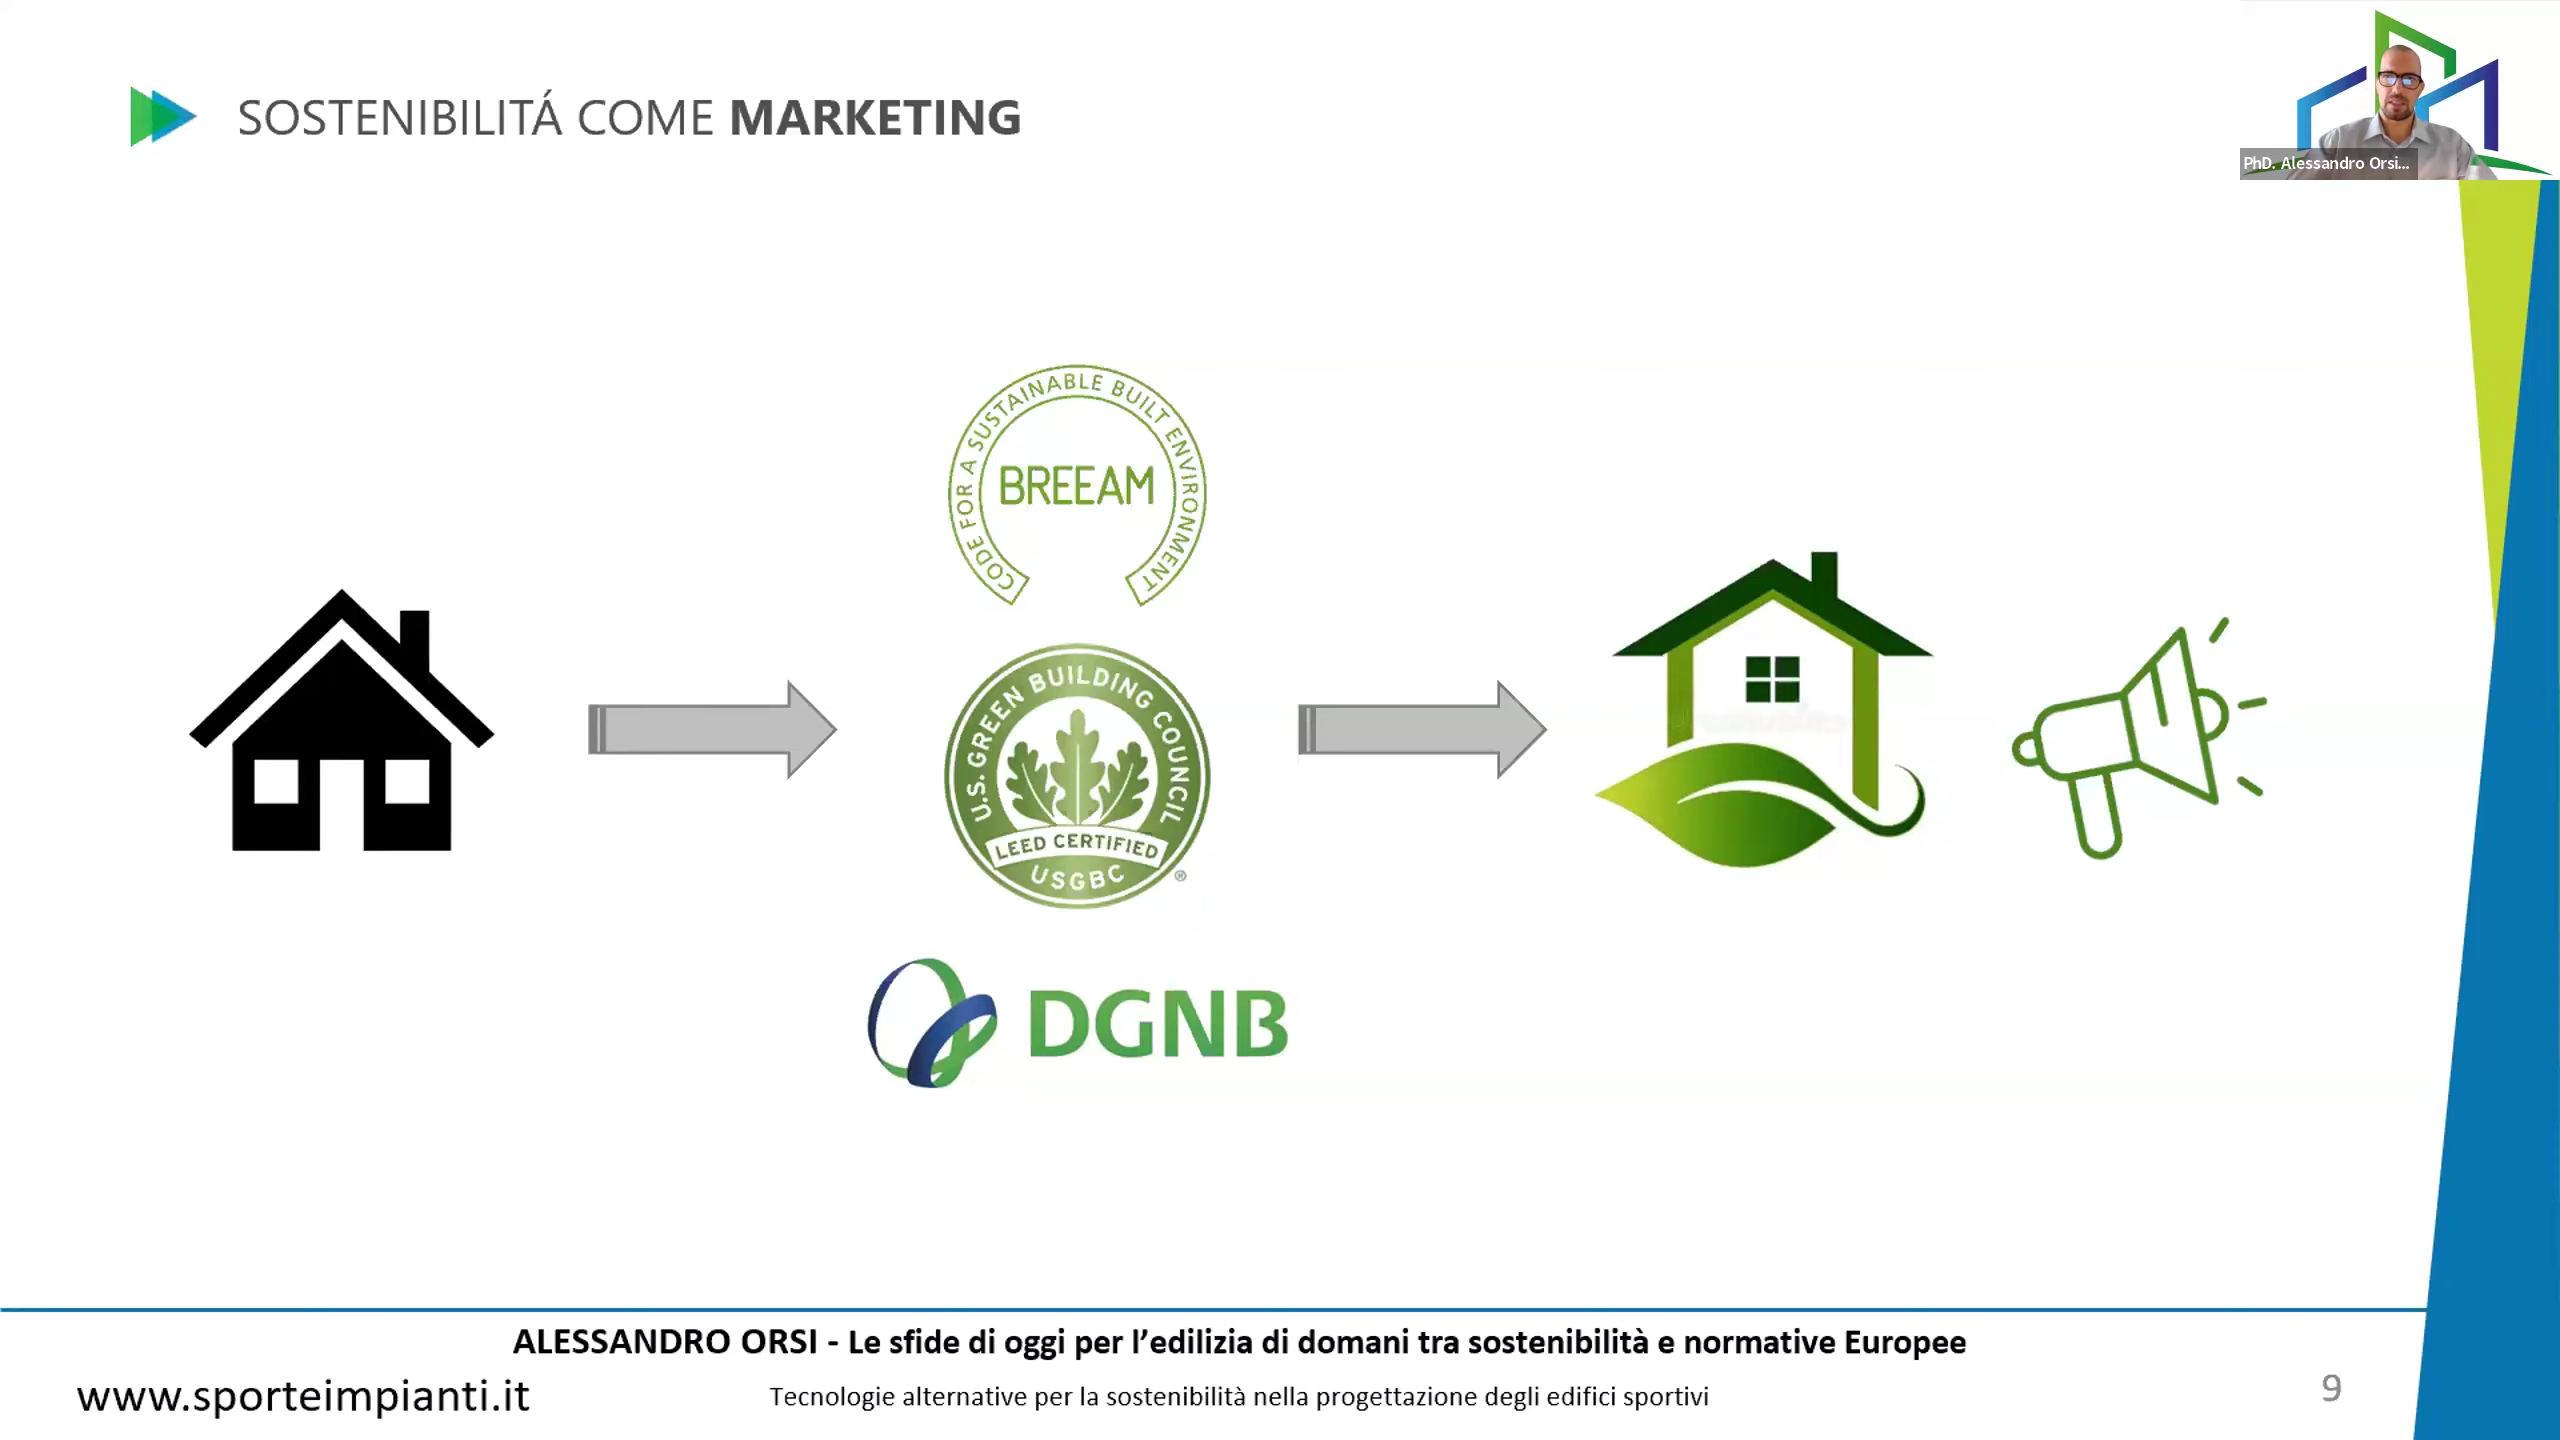 SOSTENIBILITÁ COME MARKETING
PhD. Alessandro Orsi...
CODE FOR A SUSTAINABLE BUILT ENVIRONMENT
BREEAM
U.S. GREEN BUILDING COUNCIL
LEED CERTIFIED
USGBC
®
DGNB
ALESSANDRO ORSI - Le sfide di oggi per l’edilizia di domani tra sostenibilità e normative Europee
www.sporteimpianti.it
Tecnologie alternative per la sostenibilità nella progettazione degli edifici sportivi
9